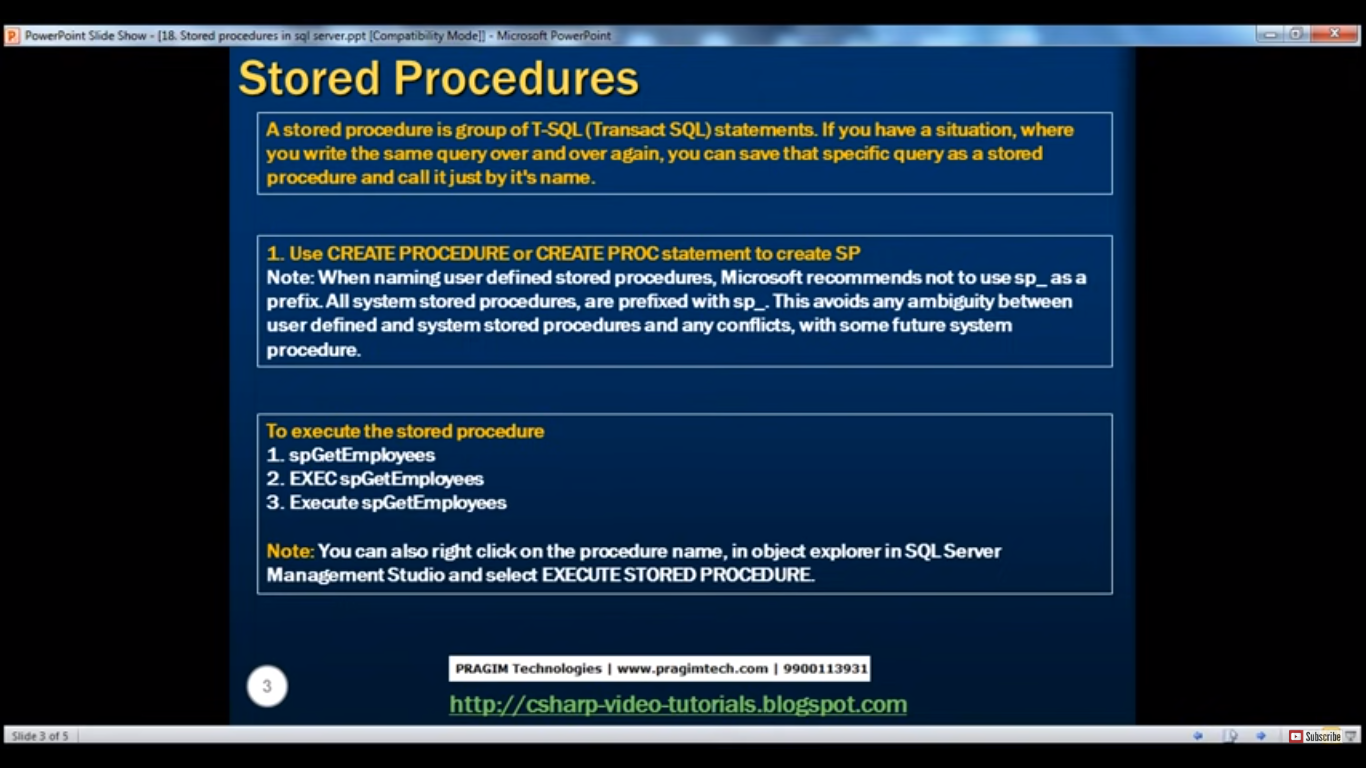 PowerPoint Slide Show - [18. Stored procedures in sql server.ppt [Compatibility Mode]] - Microsoft PowerPoint
Stored Procedures
A stored procedure is group of T-SQL (Transact SQL) statements. If you have a situation, where
you write the same query over and over again, you can save that specific query as a stored
procedure and call it just by it's name.
1. Use CREATE PROCEDURE or CREATE PROC statement to create SP
Note: When naming user defined stored procedures, Microsoft recommends not to use sp_ as a
prefix. All system stored procedures, are prefixed with sp_. This avoids any ambiguity between
user defined and system stored procedures and any conflicts, with some future system
procedure.
To execute the stored procedure
1. spGetEmployees
2. EXEC spGetEmployees
3. Execute spGetEmployees
Note: You can also right click on the procedure name, in object explorer in SQL Server
Management Studio and select EXECUTE STORED PROCEDURE.
PRAGIM Technologies | www.pragimtech.com | 9900113931
3
http://csharp-video-tutorials.blogspot.com
Slide 3 of 5
Subscribe